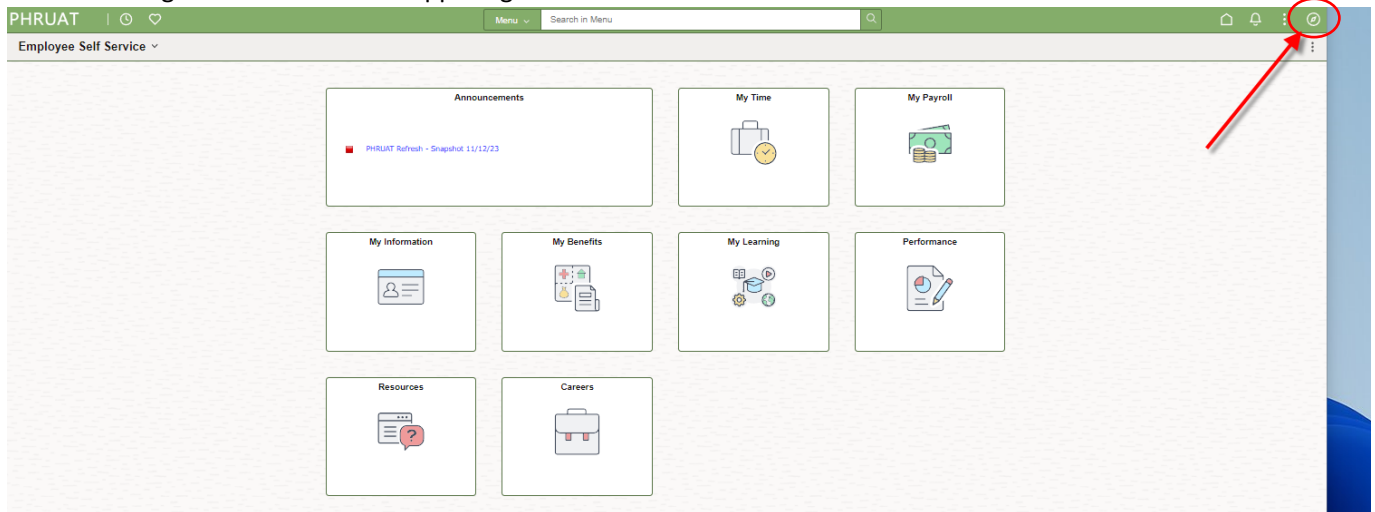 PHRUAT
Menu
Search in Menu
Employee Self Service
Announcements
PHRUAT Refresh - Snapshot 11/12/23
My Time
My Payroll
My Information
My Benefits
My Learning
Performance
Resources
?
Careers